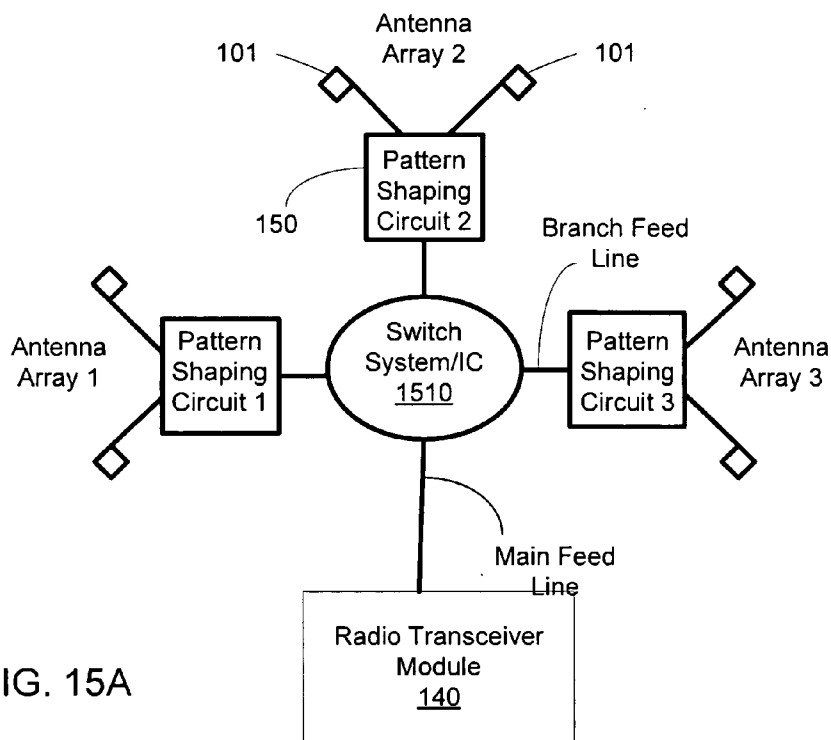 Antenna
Array 2
101
101
Pattern
Shaping
Circuit 2
150
Branch Feed
Line
Antenna
Array 1
Pattern
Shaping
Circuit 1
Switch
System/IC
1510
Pattern
Shaping
Circuit 3
Antenna
Array 3
Main Feed
Line
Radio Transceiver
Module
140
IG. 15A